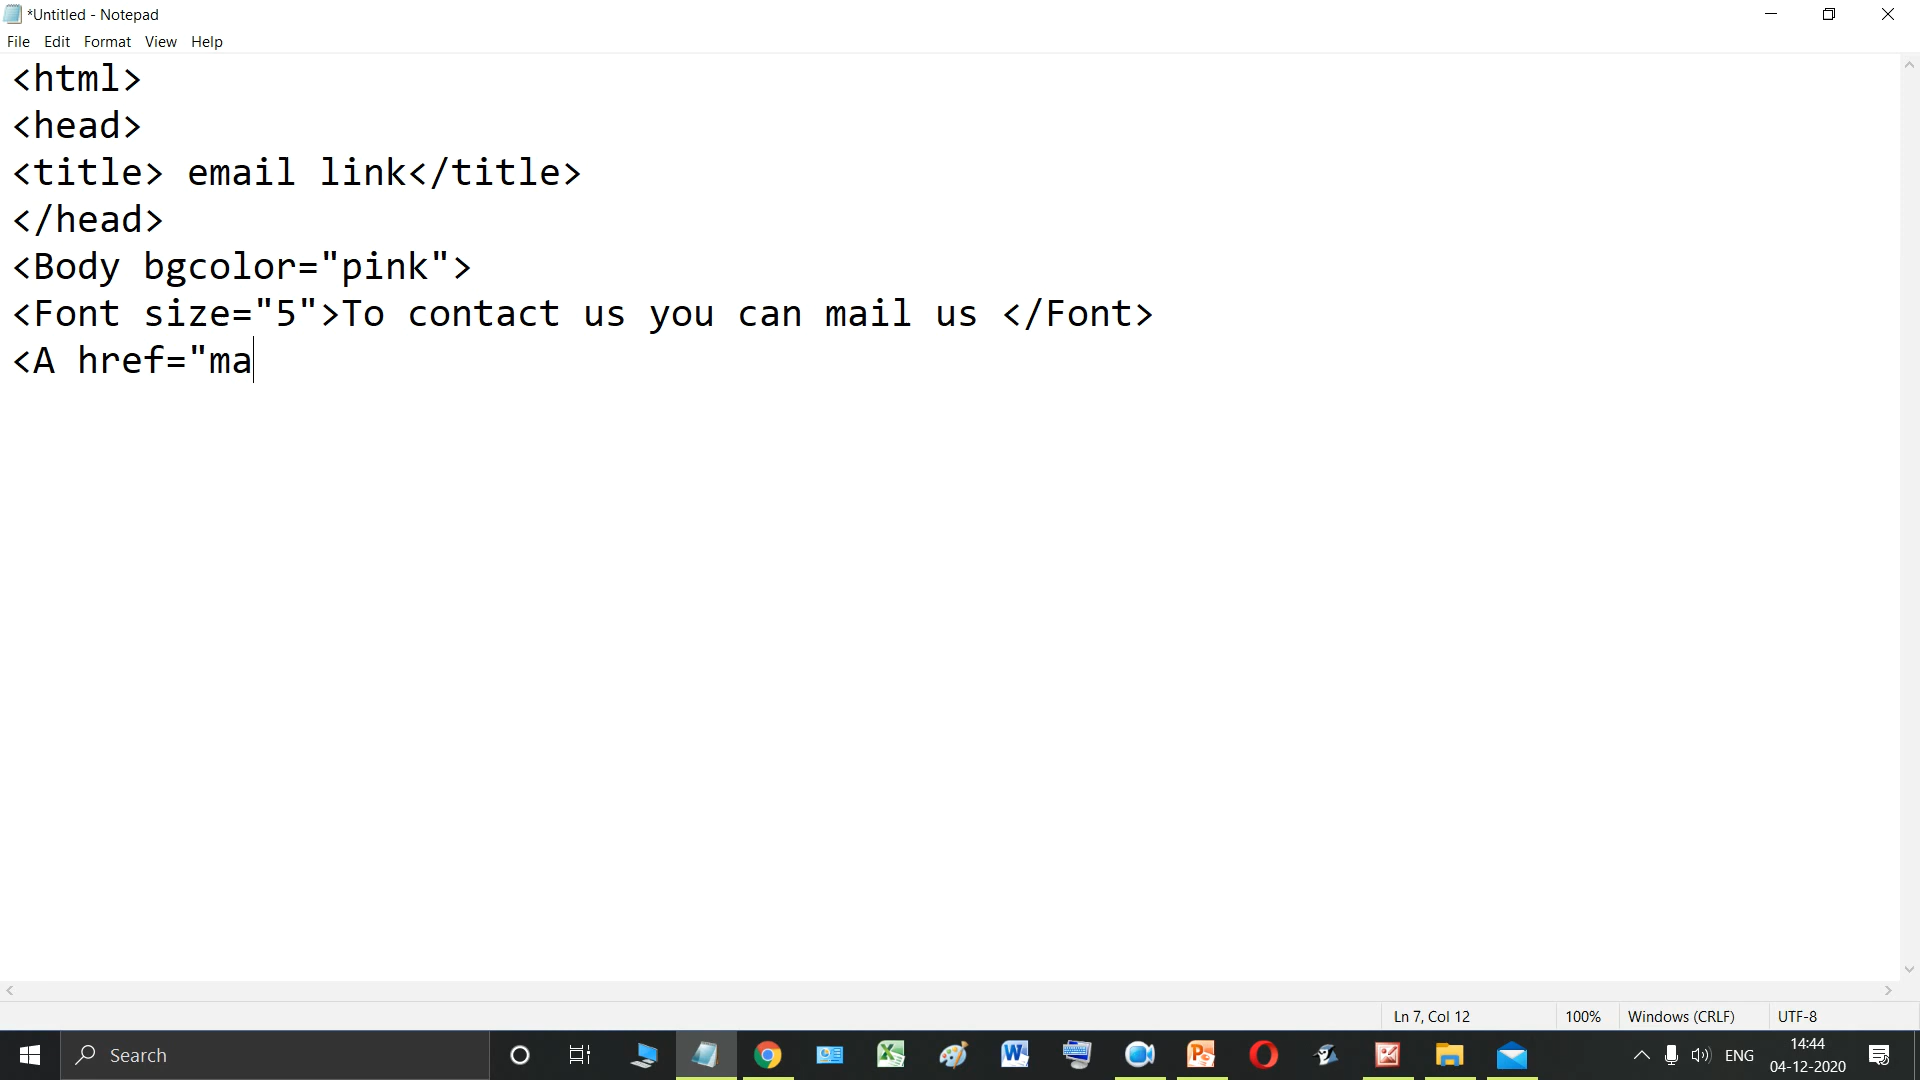 *Untitled - Notepad
File Edit Format View Help
<html>
<head>
<title> email link</title>
</head>
<Body bgcolor="pink">
<Font size="5">To contact us you can mail us </Font>
<A href="ma
Ln 7, Col 12 100% Windows (CRLF) UTF-8
Search
ENG
14:44
04-12-2020